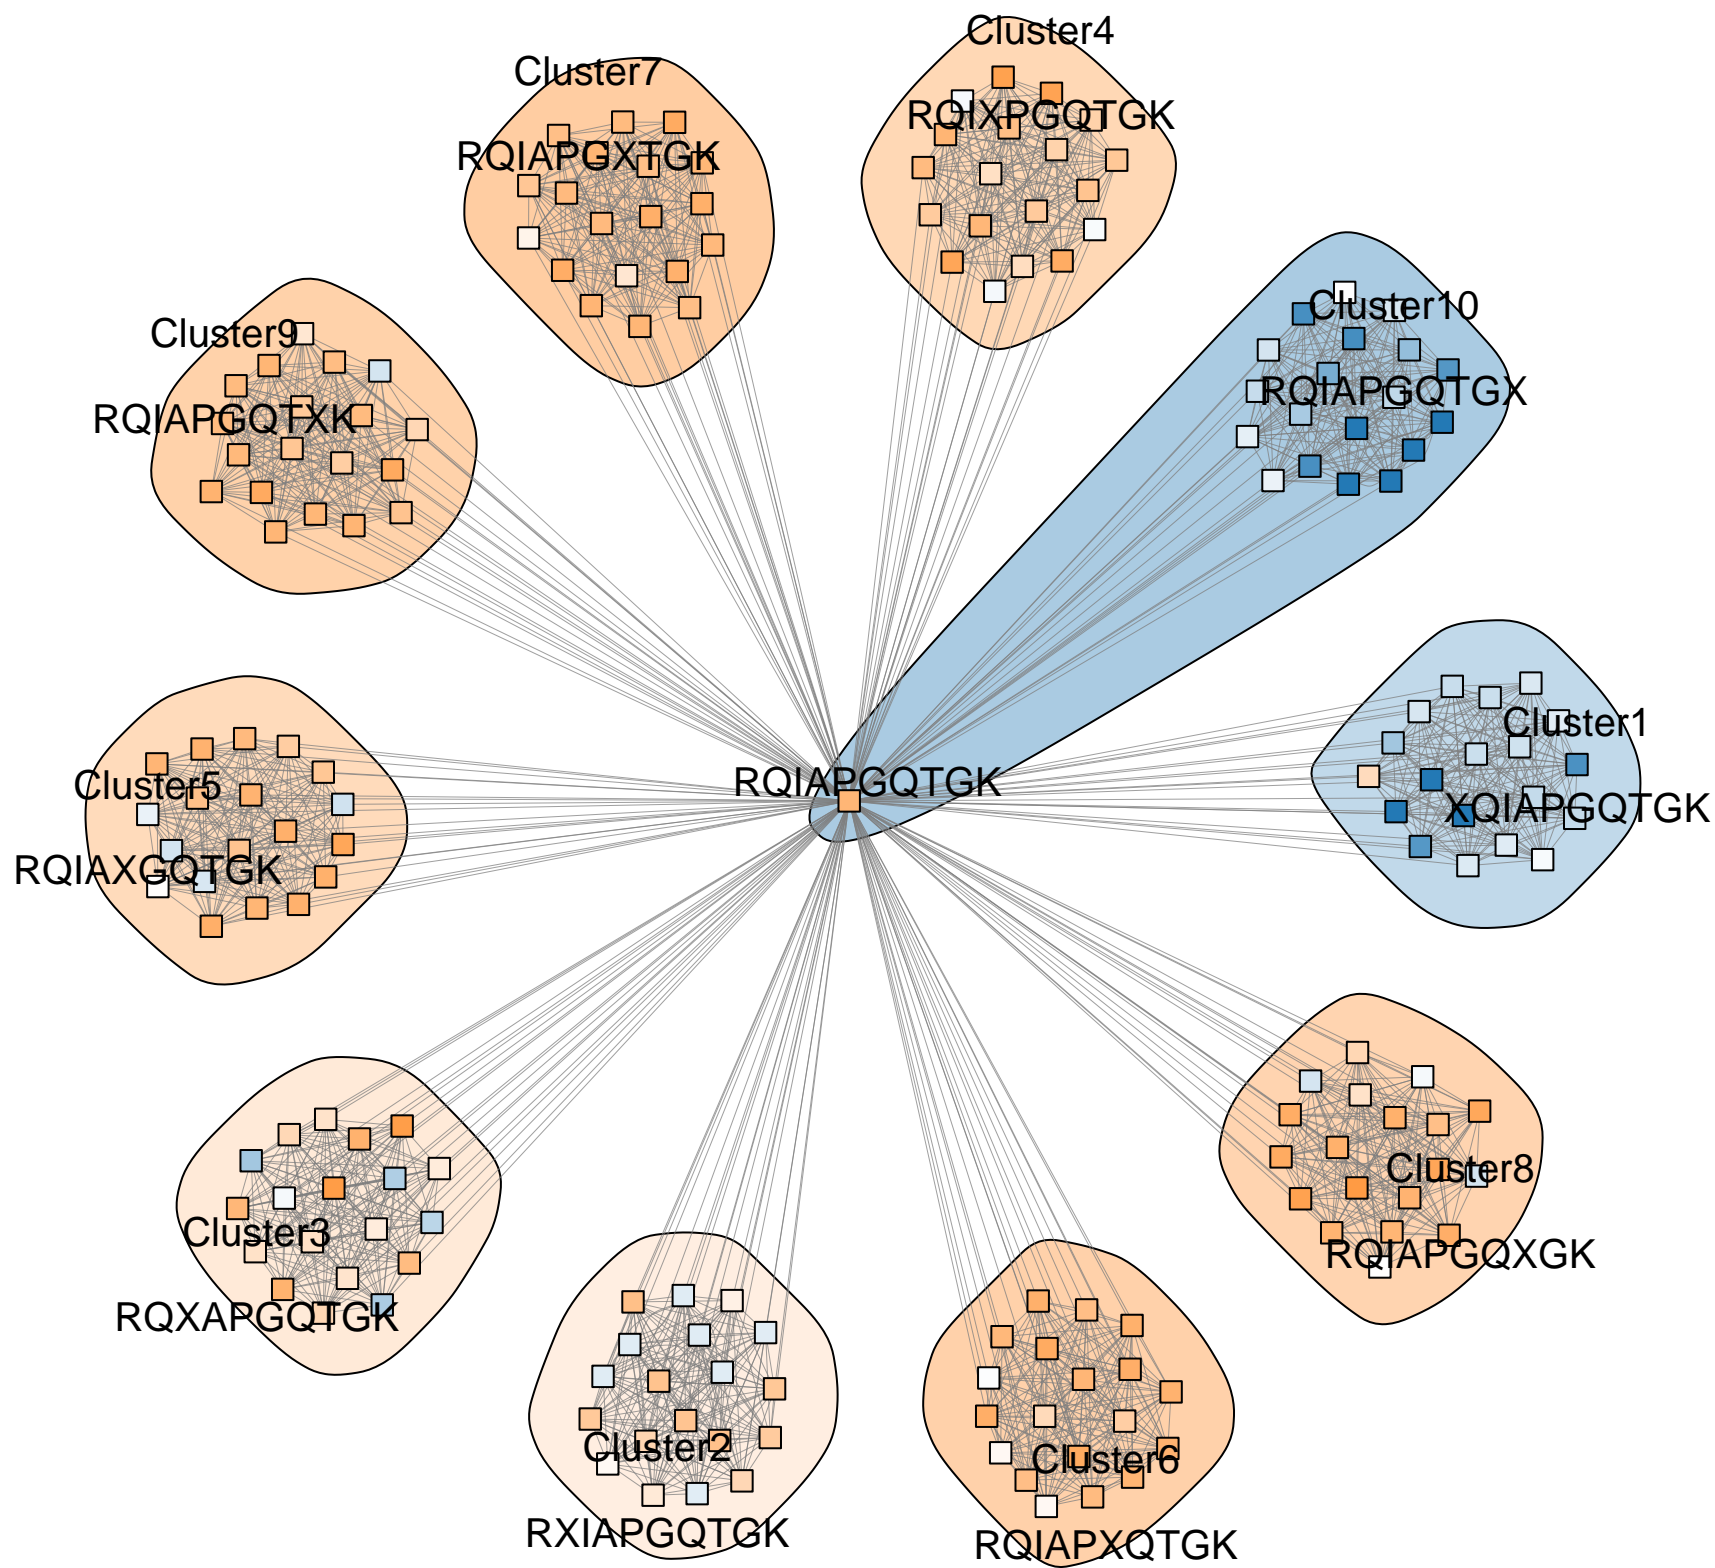 Cluster4
Cluster7
RQIXPGQTGK
RQIAPGXTGK
Cluster10
Cluster9
RQIAPGQTGX
RQIAPGQTXK
Cluster1
RQIAPGQTGK
Cluster5
XQIAPGQTGK
RQIAXGQTGK
Cluster8
Cluster3
RQIAPGQXGK
RQXAPGQTGK
Cluster2
Cluster6
RXIAPGQTGK
RQIAPXQTGK